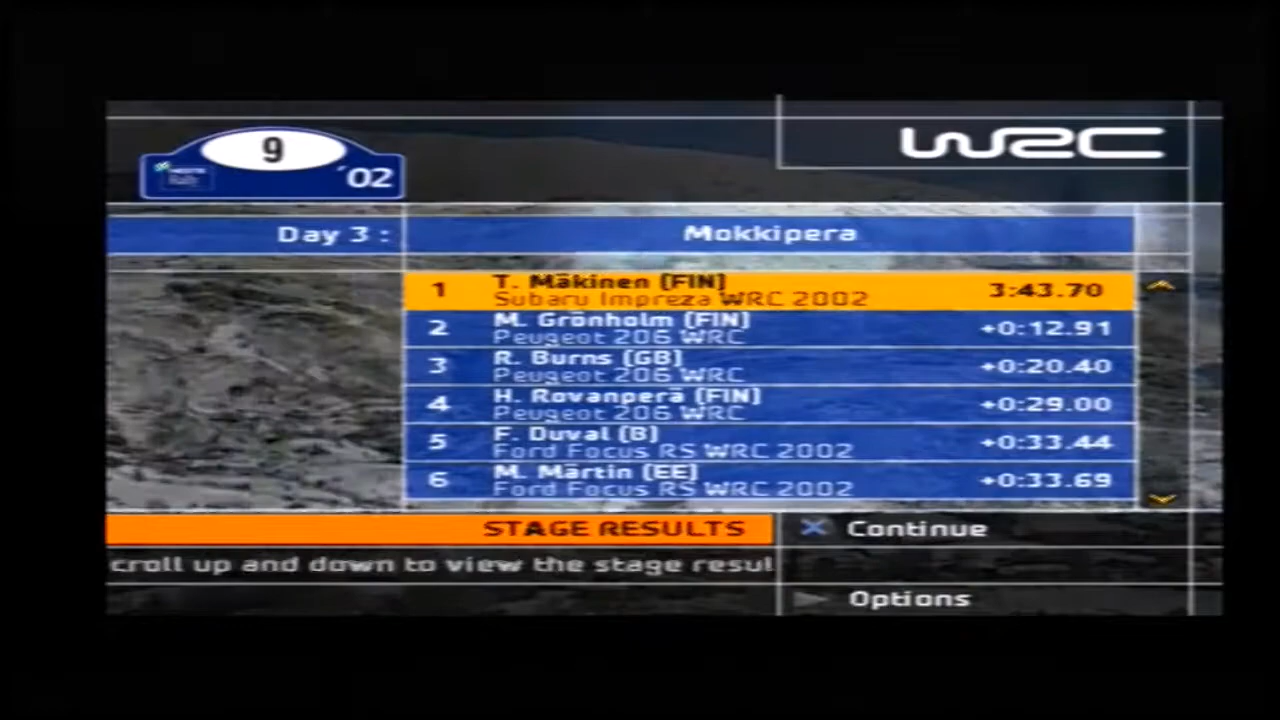 9
'02
WRC
Day 3 :
Mokkipera
1 T. Mäkinen (FIN) 3:43.70
Subaru Impreza WRC 2002
2 M. Grönholm (FIN) +0:12.91
Peugeot 206 WRC
3 R. Burns (GB) +0:20.40
Peugeot 206 WRC
4 H. Rovanperä (FIN) +0:29.00
Peugeot 206 WRC
5 F. Duval (B) +0:33.44
Ford Focus RS WRC 2002
6 M. Märtin (EE) +0:33.69
Ford Focus RS WRC 2002
STAGE RESULTS
Continue
croll up and down to view the stage resul
Options